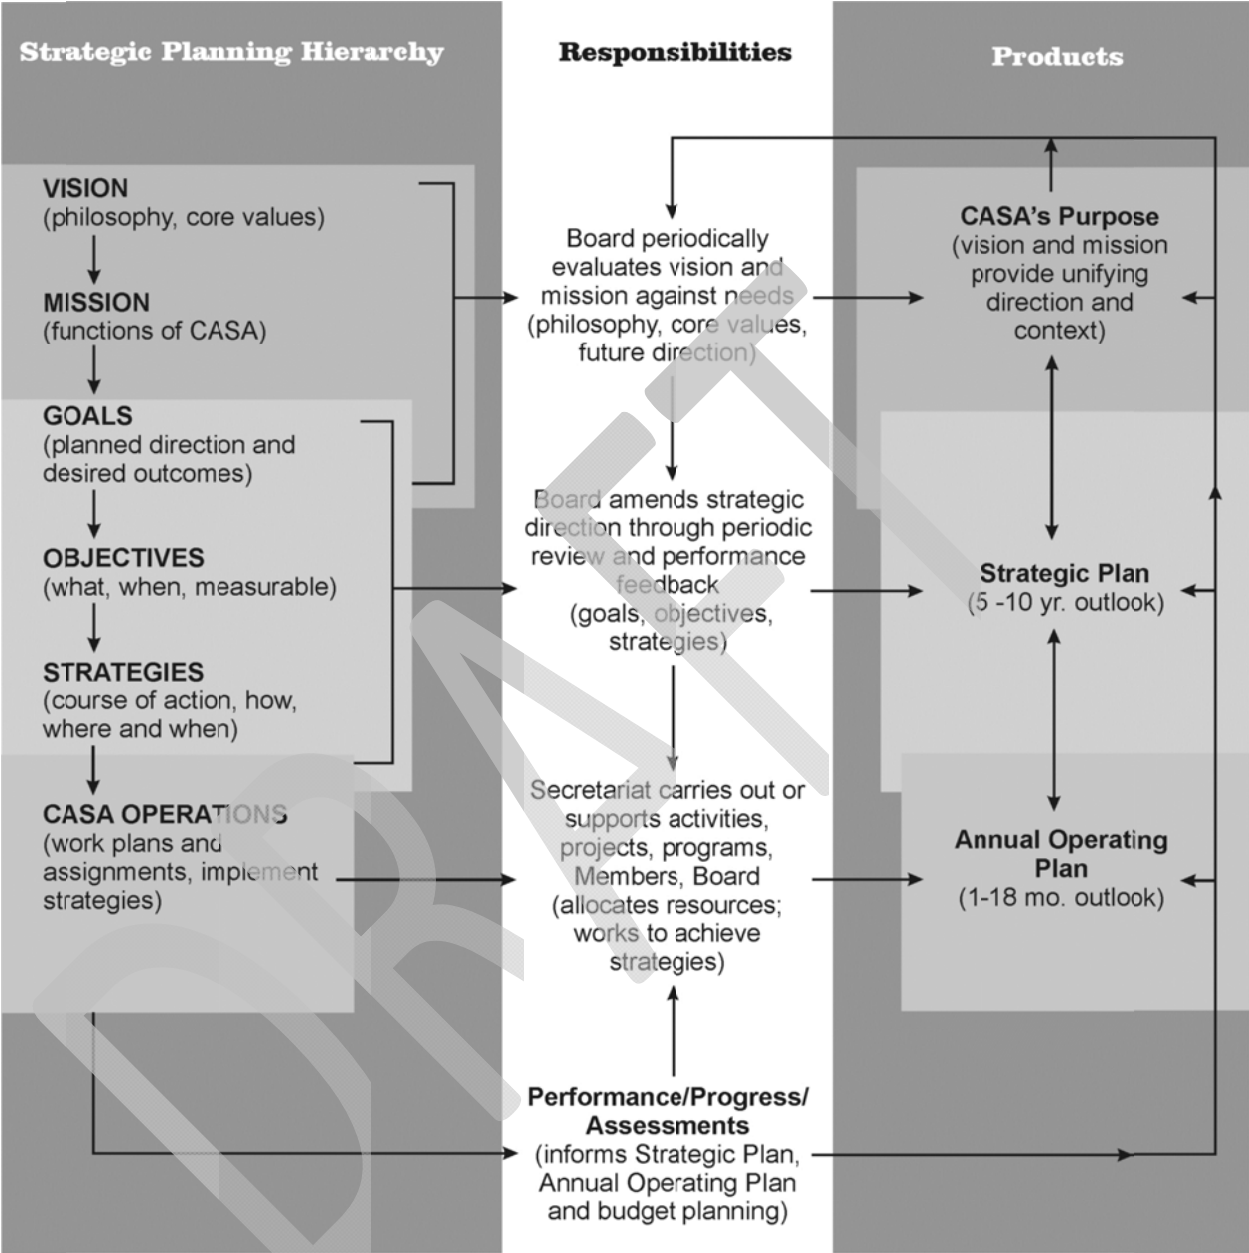 Strategic Planning Hierarchy
Responsibilities
Products
VISION
(philosophy, core values)
MISSION
(functions of CASA)
GOALS
(planned direction and
desired outcomes)
OBJECTIVES
(what, when, measurable)
STRATEGIES
(course of action, how,
where and when)
CASA OPERATIONS
(work plans and
assignments, implement
strategies)
Board periodically
evaluates vision and
mission against needs
(philosophy, core values,
future direction)
Board amends strategic
direction through periodic
review and performance
feedback
(goals, objectives,
strategies)
Secretariat carries out or
supports activities,
projects, programs,
Members, Board
(allocates resources;
works to achieve
strategies)
Performance/Progress/
Assessments
(informs Strategic Plan,
Annual Operating Plan
and budget planning)
CASA's Purpose
(vision and mission
provide unifying
direction and
context)
Strategic Plan
(5 -10 yr. outlook)
Annual Operating
Plan
(1-18 mo. outlook)
DRAFT